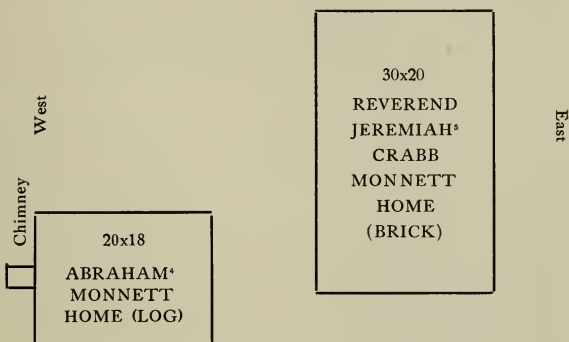 West
Chimney
20x18
ABRAHAM⁴
MONNETT
HOME (LOG)
30x20
REVEREND
JEREMIAH⁵
CRABB
MONNETT
HOME
(BRICK)
East